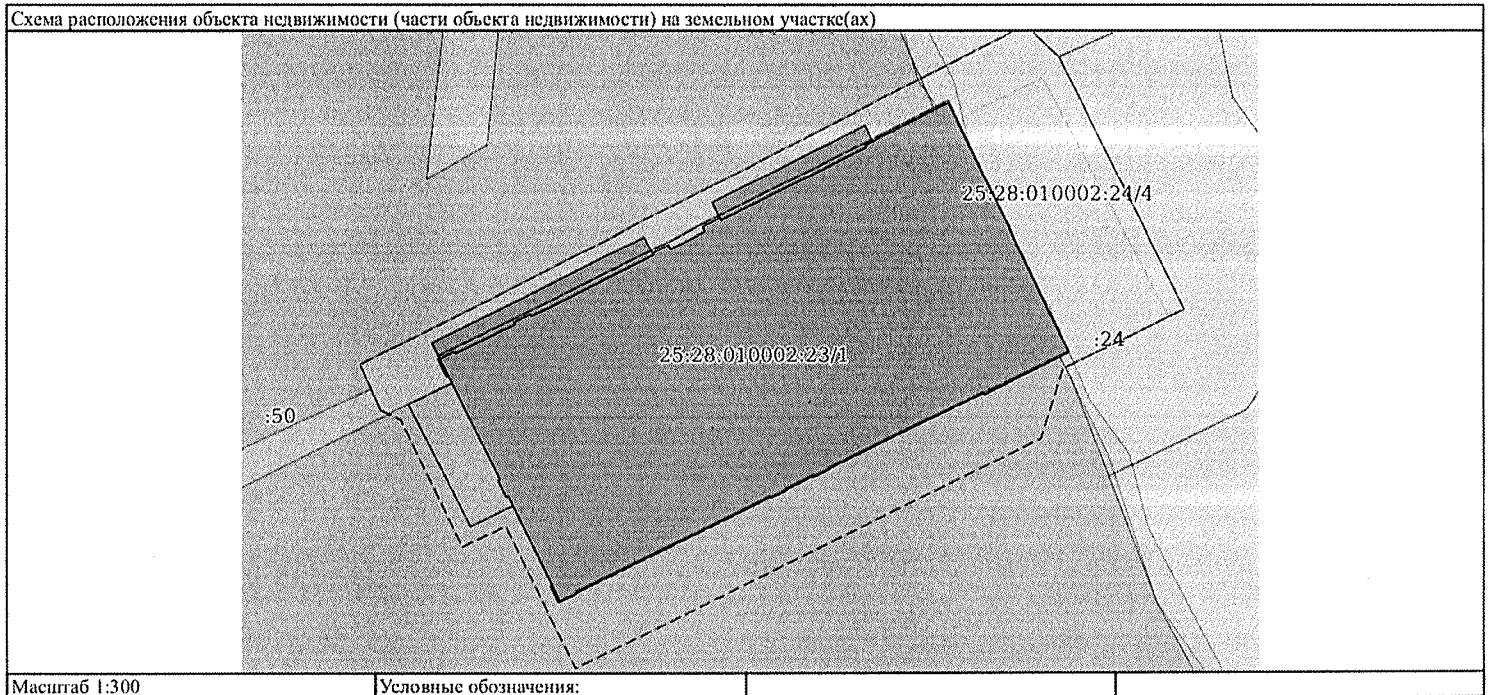 Схема расположения объекта недвижимости (части объекта недвижимости) на земельном участке(ах)
25:28:010002:24/4
:24
25:28:010002:23/1
:50
Масштаб 1:300
Условные обозначения: